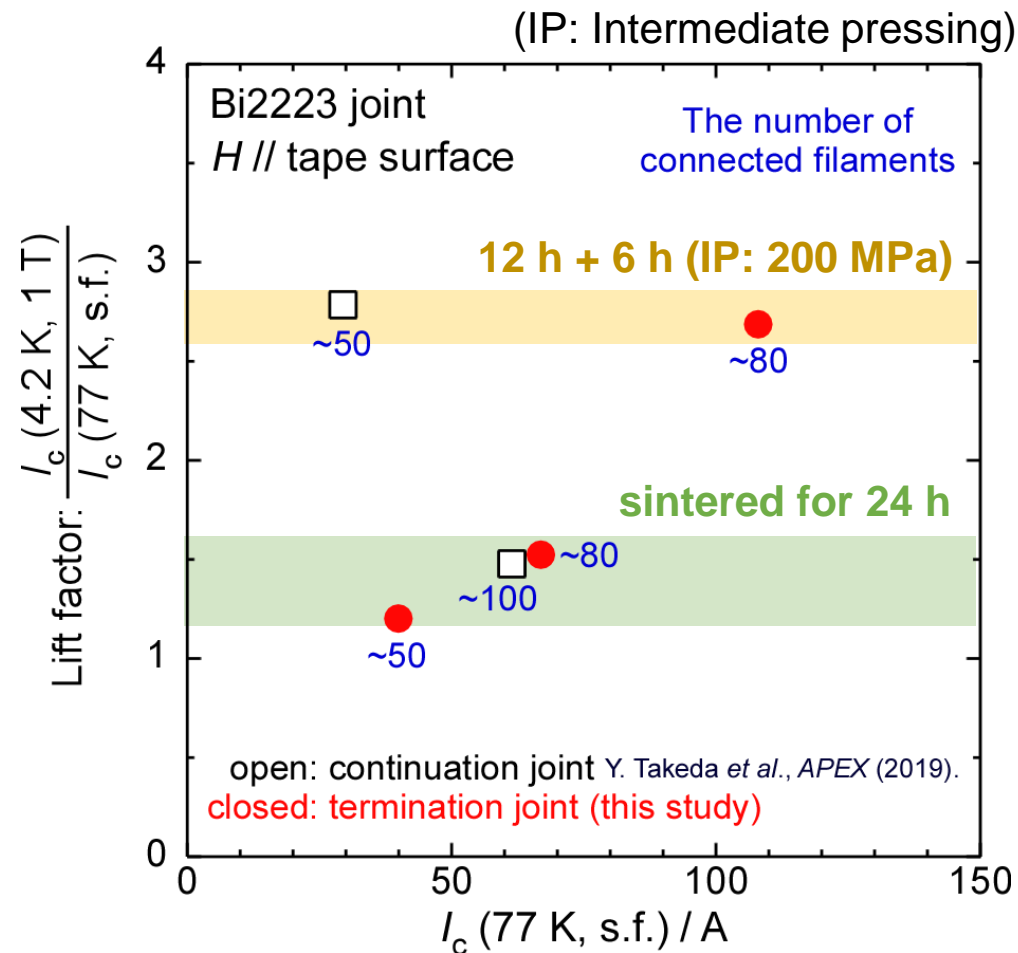 (IP: Intermediate pressing)
Bi2223 joint
H // tape surface
The number of
connected filaments
12 h + 6 h (IP: 200 MPa)
~50
~80
sintered for 24 h
~80
~100
~50
open: continuation joint Y. Takeda et al., APEX (2019).
closed: termination joint (this study)
4
3
2
1
0
Lift factor: Ic (4.2 K, 1 T)
Ic (77 K, s.f.)
0 50 100 150
Ic (77 K, s.f.) / A